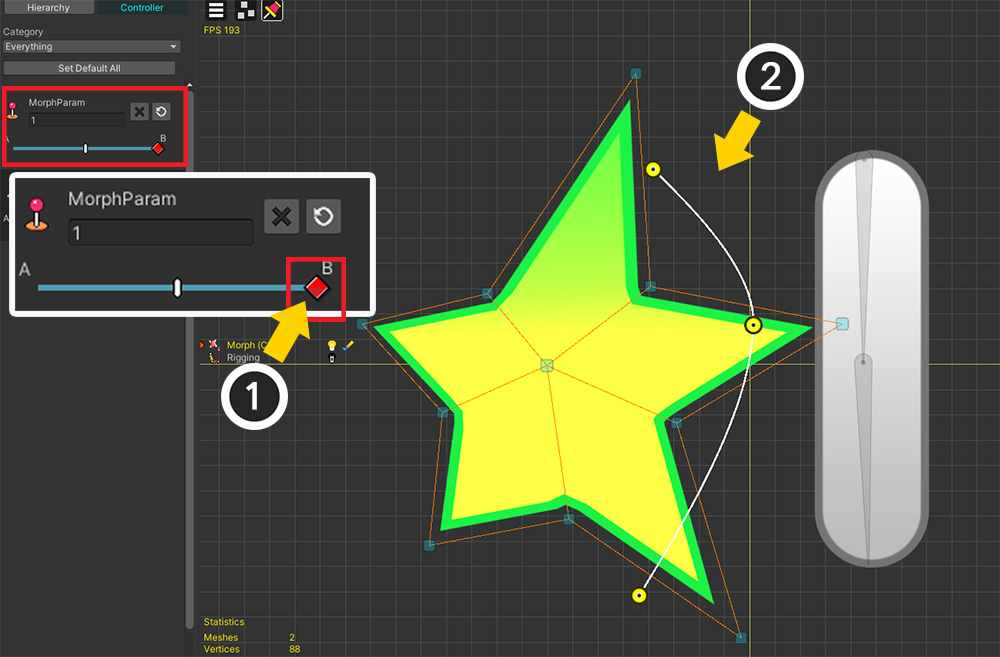 Hierarchy
Controller
Category
Everything
Set Default All
FPS 193
MorphParam
1
A
B
MorphParam
1
A
B
A
1
2
Morph (C
Rigging
Statistics
Meshes 2
Vertices 88